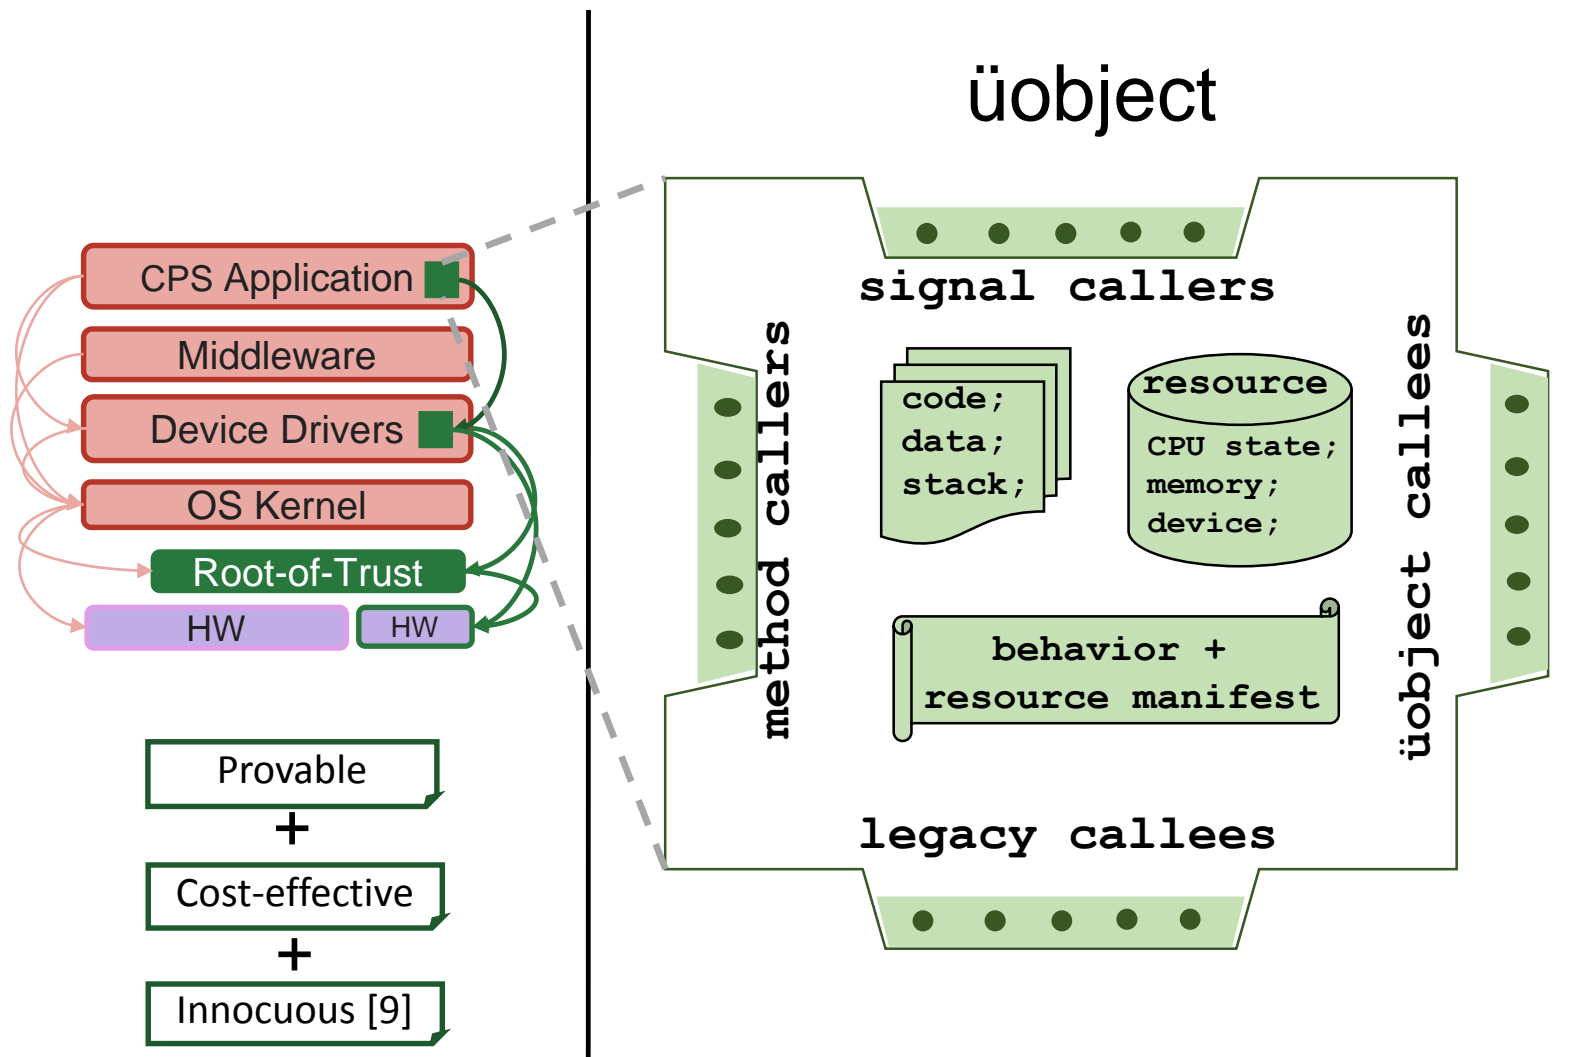 CPS Application
Middleware
Device Drivers
OS Kernel
Root-of-Trust
HW
HW
Provable
+
Cost-effective
+
Innocuous [9]
üobject
signal callers
method callers
code;
data;
stack;
resource
CPU state;
memory;
device;
üobject callees
behavior +
resource manifest
legacy callees